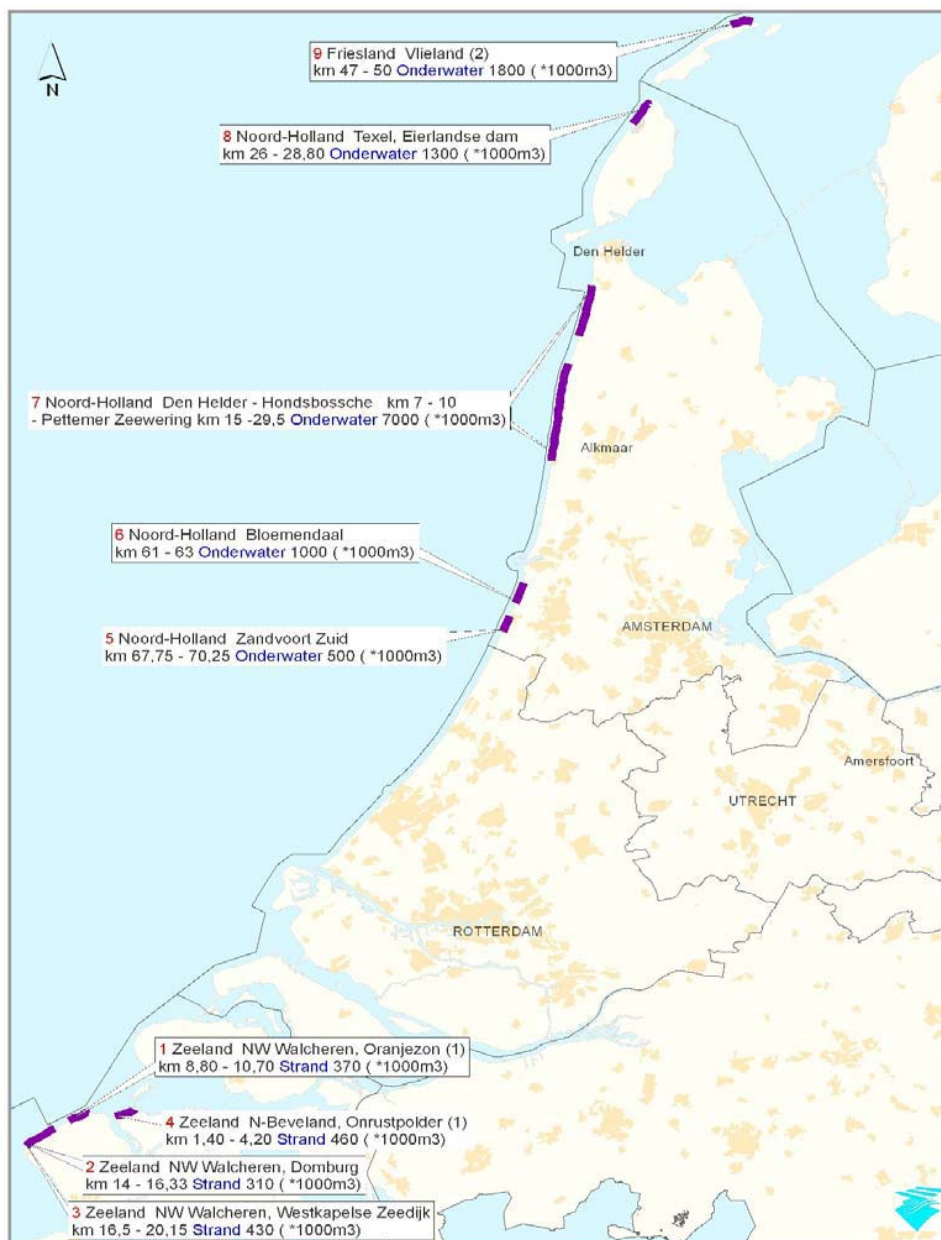 N
9 Friesland Vlieland (2)
km 47 - 50 Onderwater 1800 ( *1000m3)
8 Noord-Holland Texel, Eierlandse dam
km 26 - 28,80 Onderwater 1300 ( *1000m3)
Den Helder
7 Noord-Holland Den Helder - Hondsbossche km 7 - 10
- Pettemer Zeewering km 15 -29,5 Onderwater 7000 ( *1000m3)
Alkmaar
6 Noord-Holland Bloemendaal
km 61 - 63 Onderwater 1000 ( *1000m3)
5 Noord-Holland Zandvoort Zuid
km 67,75 - 70,25 Onderwater 500 ( *1000m3)
AMSTERDAM
Amersfoort
UTRECHT
ROTTERDAM
1 Zeeland NW Walcheren, Oranjezon (1)
km 8,80 - 10,70 Strand 370 ( *1000m3)
4 Zeeland N-Beveland, Onrustpolder (1)
km 1,40 - 4,20 Strand 460 ( *1000m3)
2 Zeeland NW Walcheren, Domburg
km 14 - 16,33 Strand 310 ( *1000m3)
3 Zeeland NW Walcheren, Westkapelse Zeedijk
km 16,5 - 20,15 Strand 430 ( *1000m3)